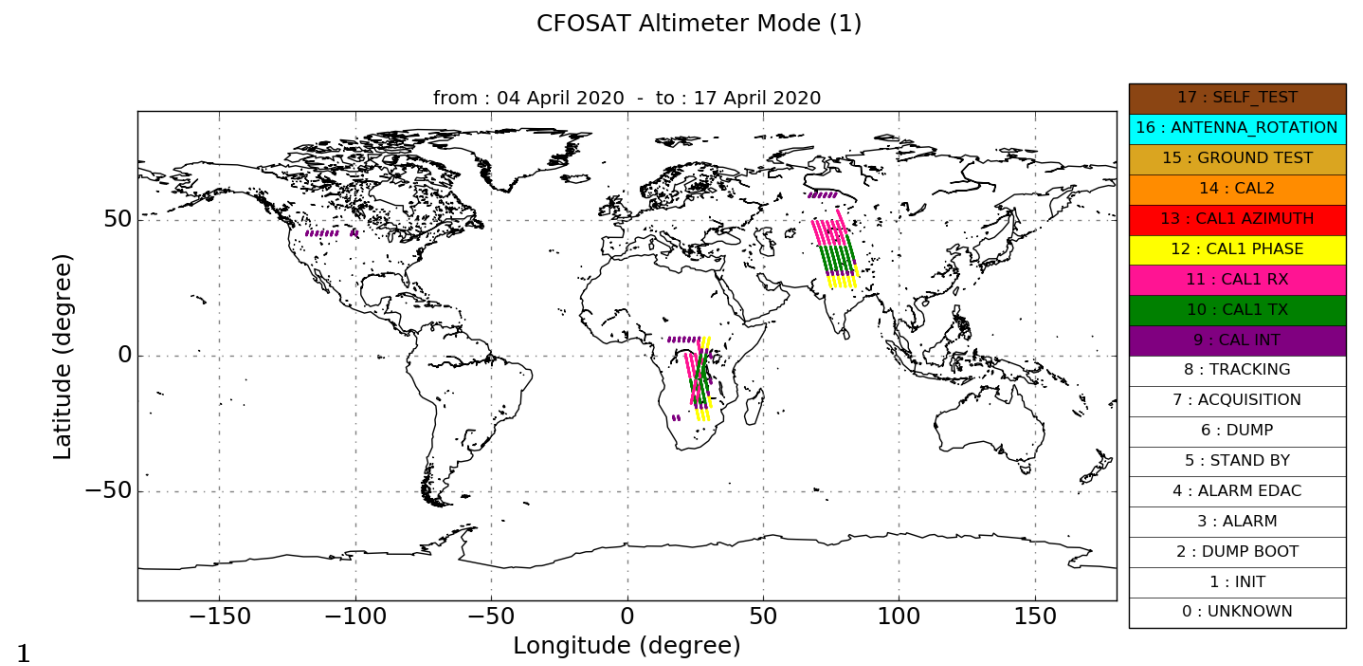 CFOSAT Altimeter Mode (1)
from : 04 April 2020 - to : 17 April 2020
17 : SELF_TEST
16 : ANTENNA_ROTATION
15 : GROUND TEST
14 : CAL2
13 : CAL1 AZIMUTH
12 : CAL1 PHASE
11 : CAL1 RX
10 : CAL1 TX
9 : CAL INT
8 : TRACKING
7 : ACQUISITION
6 : DUMP
5 : STAND BY
4 : ALARM EDAC
3 : ALARM
2 : DUMP BOOT
1 : INIT
0 : UNKNOWN
Latitude (degree)
50
0
−50
−150 −100 −50 0 50 100 150
Longitude (degree)
1